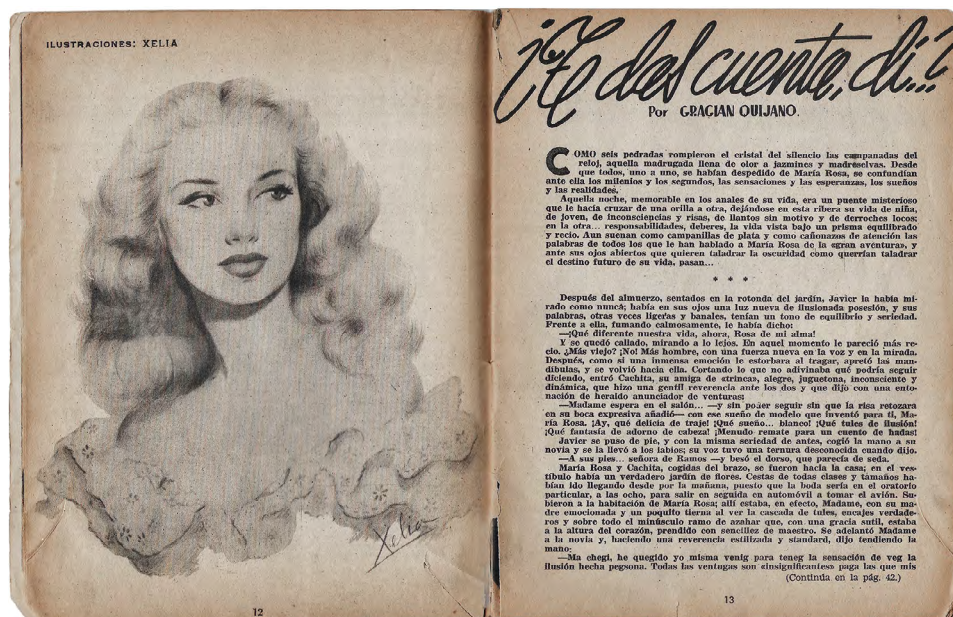 ILUSTRACIONES: XELIA
Xelia
12
¡Te das cuenta, di...?
Por GRACIAN QUIJANO.
COMO seis pedradas rompieron el cristal del silencio las campanadas del
reloj, aquella madrugada llena de olor a jazmines y madreselvas. Desde
que todos, uno a uno, se habían despedido de María Rosa, se confundían
ante ella los milenios y los segundos, las sensaciones y las esperanzas, los sueños
y las realidades.
Aquella noche, memorable en los anales de su vida, era un puente misterioso
que le hacía cruzar de una orilla a otra, dejándose en esta ribera su vida de niña,
de joven, de inconsciencias y risas, de llantos sin motivo y de derroches locos;
en la otra... responsabilidades, deberes, la vida vista bajo un prisma equilibrado
y recio. Aun suenan como campanillas de plata y como cañonazos de atención las
palabras de todos los que le han hablado a María Rosa de la «gran aventura», y
ante sus ojos abiertos que quieren taladrar la oscuridad como querrían taladrar
el destino futuro de su vida, pasan...
* * *
Después del almuerzo, sentados en la rotonda del jardín, Javier la había mi-
rado como nunca; había en sus ojos una luz nueva de ilusionada posesión, y sus
palabras, otras veces ligeras y banales, tenían un tono de equilibrio y seriedad.
Frente a ella, fumando calmosamente, le había dicho:
—¡Qué diferente nuestra vida, ahora, Rosa de mi alma!
Y se quedó callado, mirando a lo lejos. En aquel momento le pareció más re-
cio. ¿Más viejo? ¡No! Más hombre, con una fuerza nueva en la voz y en la mirada.
Después, como si una inmensa emoción le estorbara al tragar, apretó las man-
díbulas, y se volvió hacia ella. Cortando lo que no adivinaba qué podría seguir
diciendo, entró Cachita, su amiga de «trinca», alegre, juguetona, inconsciente y
dinámica, que hizo una gentil reverencia ante los dos y que dijo con una ento-
nación de heraldo anunciador de venturas:
—Madame espera en el salón... —y sin poder seguir sin que la risa retozara
en su boca expresiva añadió— con ese sueño de modelo que inventó para ti, Ma-
ría Rosa. ¡Ay, qué delicia de traje! ¡Qué sueño... blanco! ¡Qué tules de ilusión!
¡Qué fantasía de adorno de cabeza! ¡Menudo remate para un cuento de hadas!
Javier se puso de pie, y con la misma seriedad de antes, cogió la mano a su
novia y se la llevó a los labios; su voz tuvo una ternura desconocida cuando dijo.
—A sus pies... señora de Ramos —y besó el dorso, que parecía de seda.
María Rosa y Cachita, cogidas del brazo, se fueron hacia la casa; en el ves-
tíbulo había un verdadero jardín de flores. Cestas de todas clases y tamaños ha-
bían ido llegando desde por la mañana, puesto que la boda sería en el oratorio
particular, a las ocho, para salir en seguida en automóvil a tomar el avión. Su-
bieron a la habitación de María Rosa; allí estaba, en efecto, Madame, con su ma-
dre emocionada y un poquito tierna al ver la cascada de tules, encajes verdade-
ros y sobre todo el minúsculo ramo de azahar que, con una gracia sutil, estaba
a la altura del corazón, prendido con sencillez de maestro. Se adelantó Madame
a la novia y, haciendo una reverencia estilizada y standard, dijo tendiendo la
mano:
—Ma chegi, he queguido yo misma venig para teneg la sensación de veg la
ilusión hecha pegsona. Todas las ventugas son «insignificantes» paga las que mis
(Continúa en la pág. 42.)
13